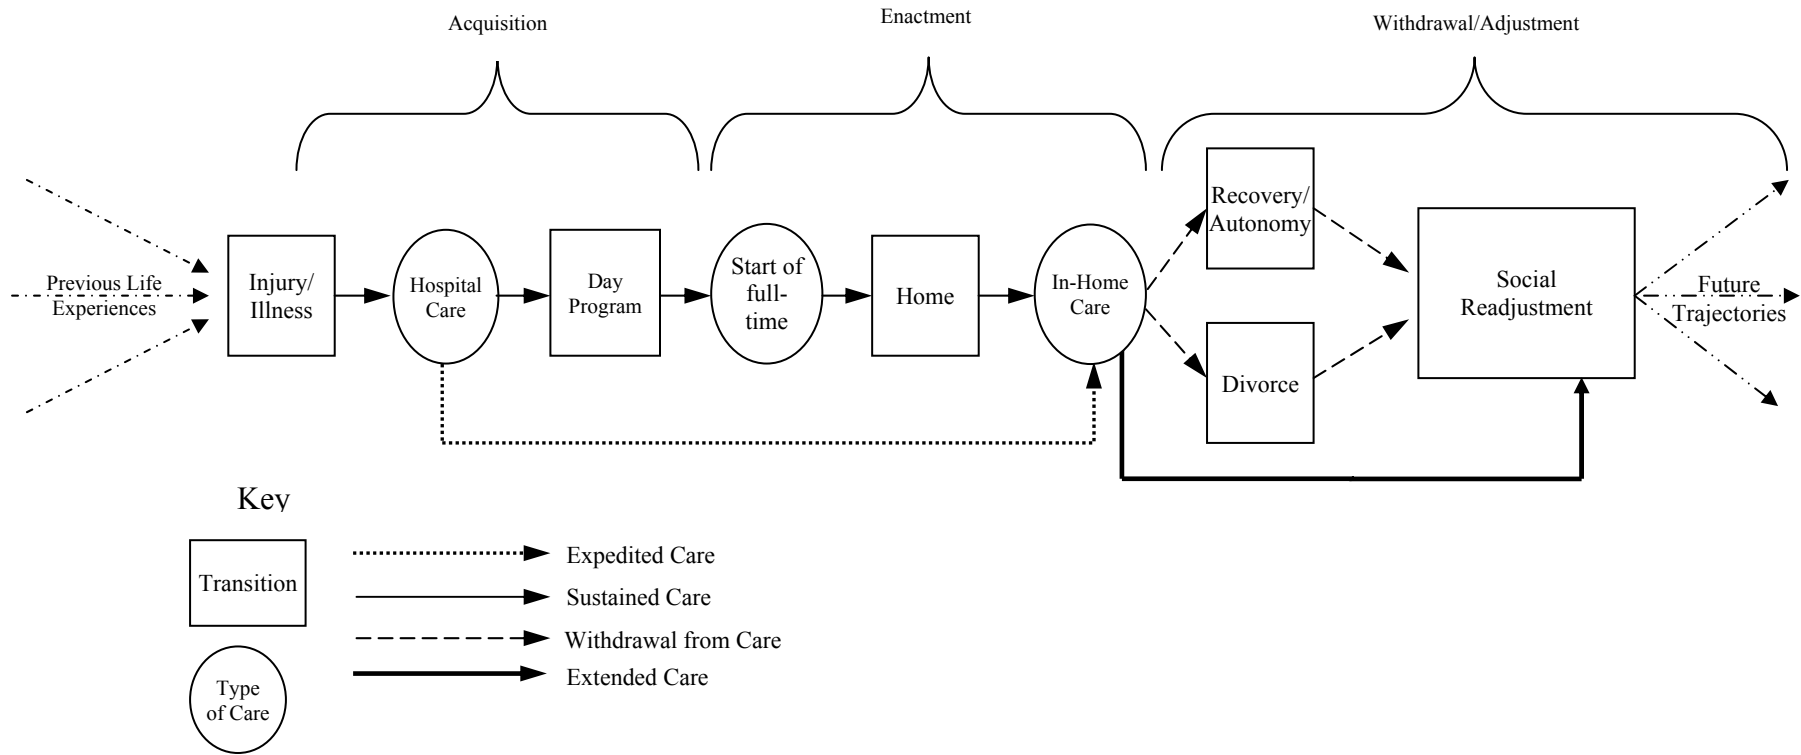 Acquisition
Enactment
Withdrawal/Adjustment
Previous Life
Experiences
Injury/
Illness
Hospital
Care
Day
Program
Start of
full-
time
Home
In-Home
Care
Recovery/
Autonomy
Divorce
Social
Readjustment
Future
Trajectories
Key
Transition
Type
of Care
Expedited Care
Sustained Care
Withdrawal from Care
Extended Care